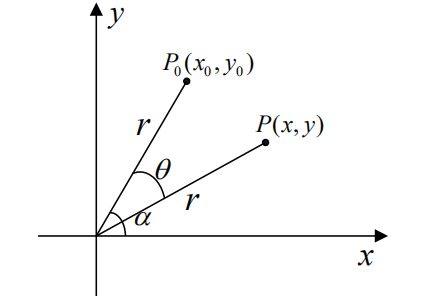 y
P₀(x₀, y₀)
r
P(x, y)
θ
r
α
x